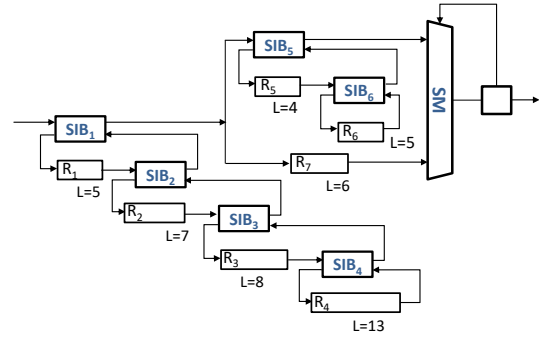 SIB5
R5
L=4
SIB6
R6
L=5
SM
SIB1
R1
L=5
SIB2
R2
L=7
R7
L=6
SIB3
R3
L=8
SIB4
R4
L=13